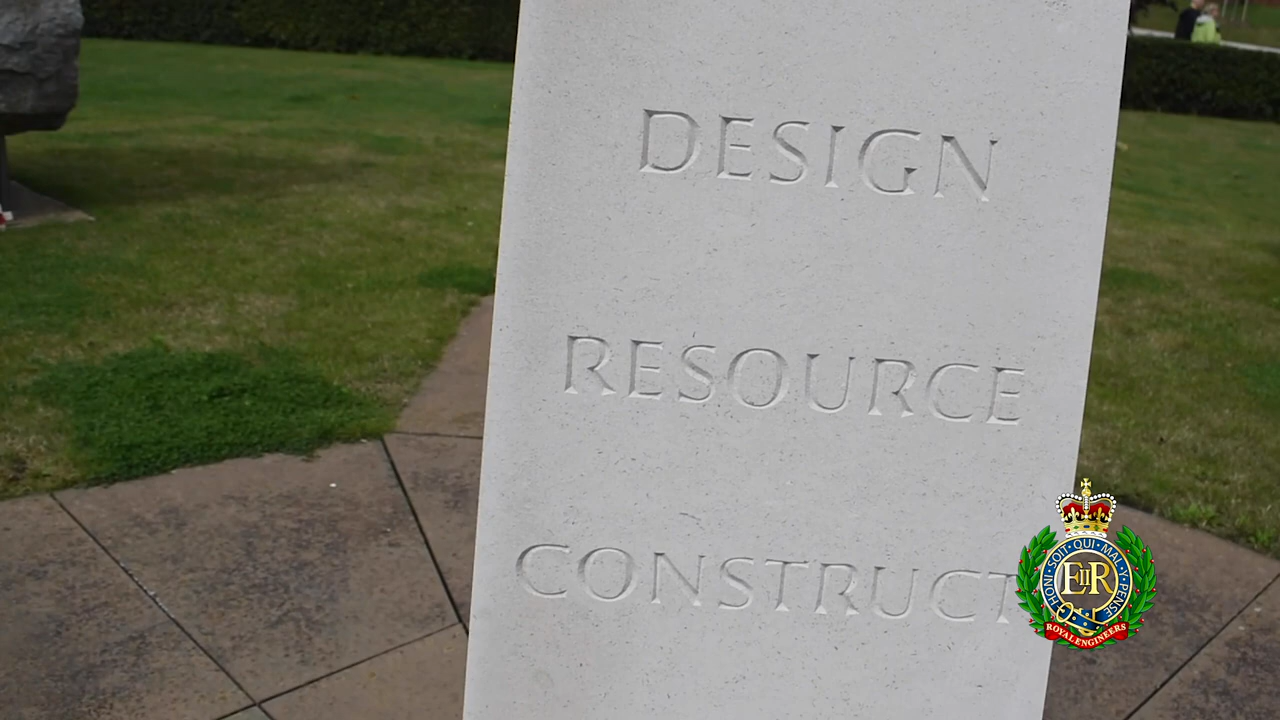 DESIGN
RESOURCE
CONSTRUCT
HONI·SOIT·QUI·MAL·Y·PENSE
EIIR
ROYAL ENGINEERS